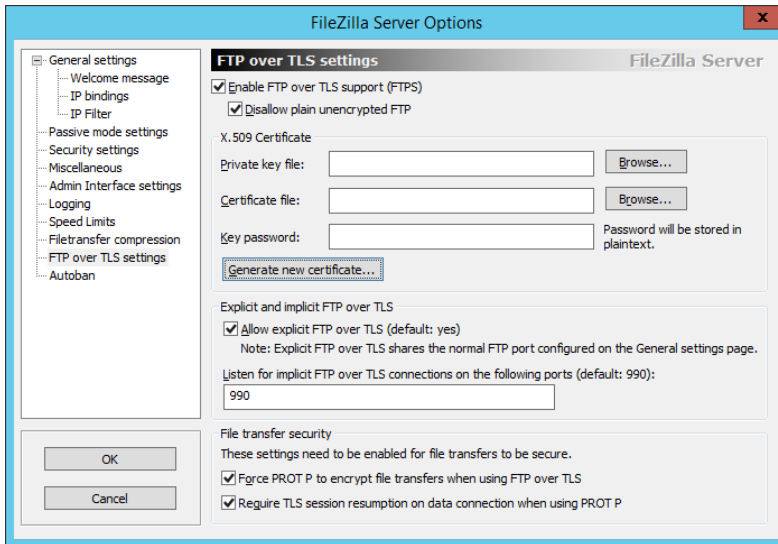 FileZilla Server Options
x
General settings
Welcome message
IP bindings
IP Filter
Passive mode settings
Security settings
Miscellaneous
Admin Interface settings
Logging
Speed Limits
Filetransfer compression
FTP over TLS settings
Autoban
OK
Cancel
FTP over TLS settings
FileZilla Server
Enable FTP over TLS support (FTPS)
Disallow plain unencrypted FTP
X.509 Certificate
Private key file:
Browse...
Certificate file:
Browse...
Key password:
Password will be stored in
plaintext.
Generate new certificate...
Explicit and implicit FTP over TLS
Allow explicit FTP over TLS (default: yes)
Note: Explicit FTP over TLS shares the normal FTP port configured on the General settings page.
Listen for implicit FTP over TLS connections on the following ports (default: 990):
990
File transfer security
These settings need to be enabled for file transfers to be secure.
Force PROT P to encrypt file transfers when using FTP over TLS
Require TLS session resumption on data connection when using PROT P